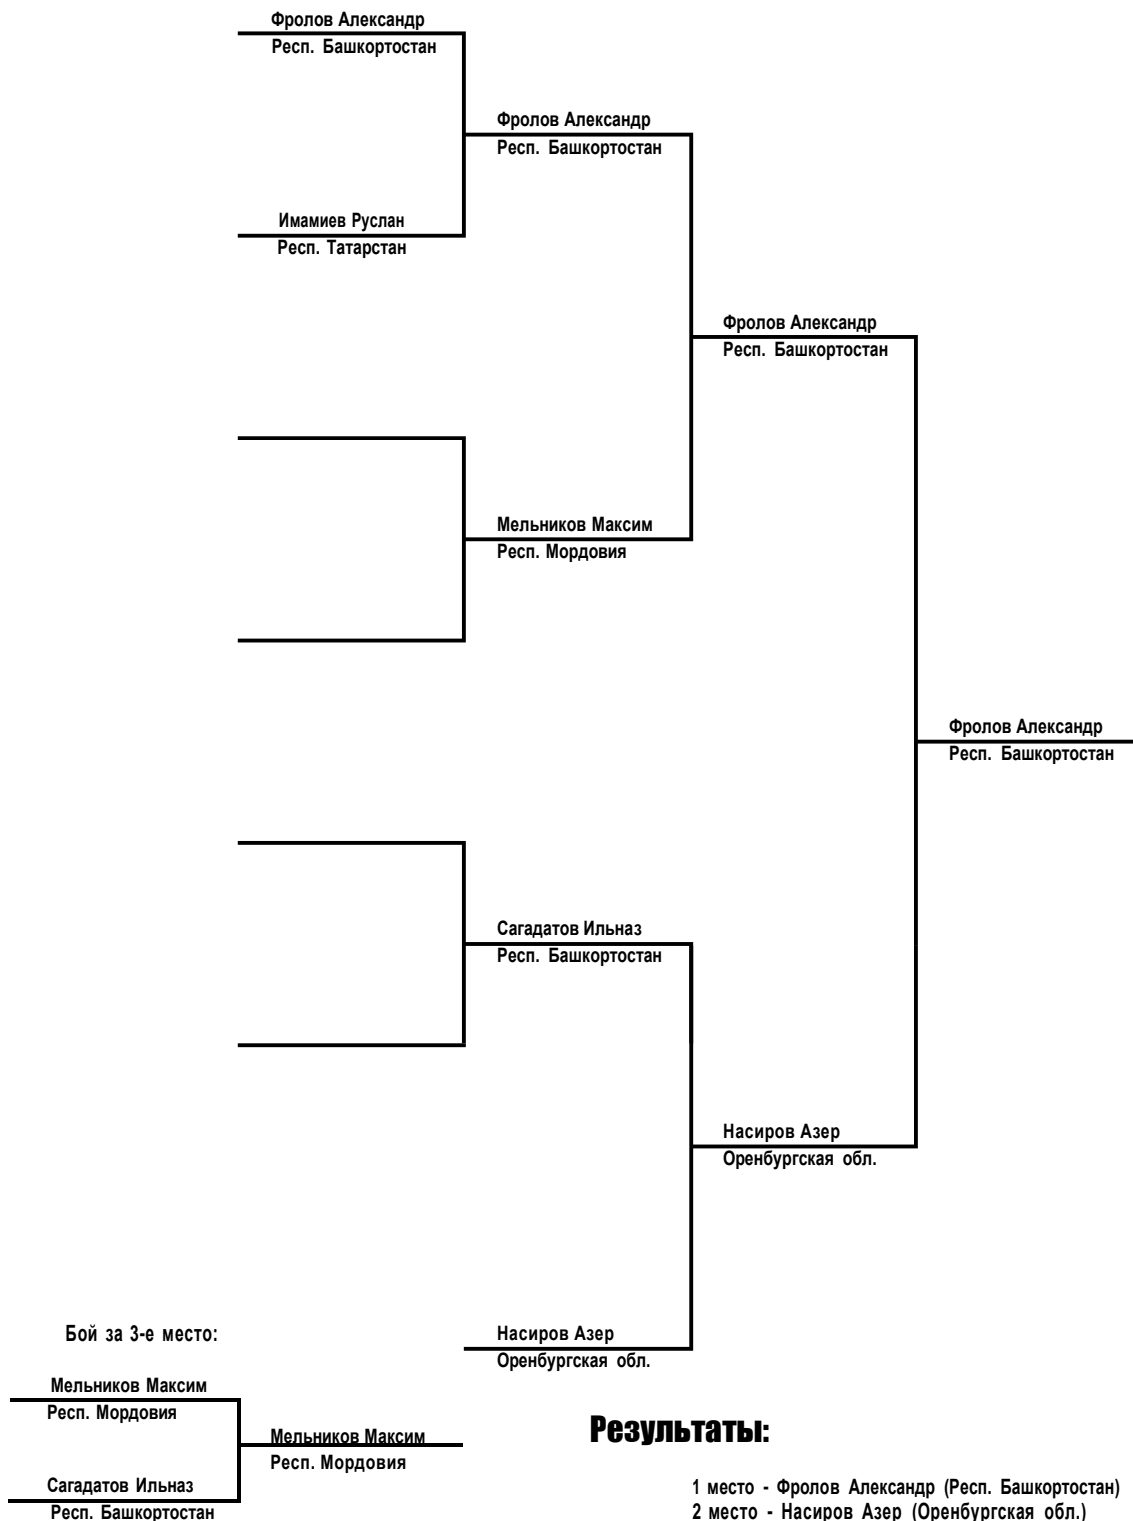 Фролов Александр
Респ. Башкортостан
Фролов Александр
Респ. Башкортостан
Имамиев Руслан
Респ. Татарстан
Фролов Александр
Респ. Башкортостан
Мельников Максим
Респ. Мордовия
Фролов Александр
Респ. Башкортостан
Сагадатов Ильназ
Респ. Башкортостан
Насиров Азер
Оренбургская обл.
Бой за 3-е место:
Насиров Азер
Оренбургская обл.
Мельников Максим
Респ. Мордовия
Мельников Максим
Респ. Мордовия
Сагадатов Ильназ
Респ. Башкортостан
Результаты:
1 место - Фролов Александр (Респ. Башкортостан)
2 место - Насиров Азер (Оренбургская обл.)